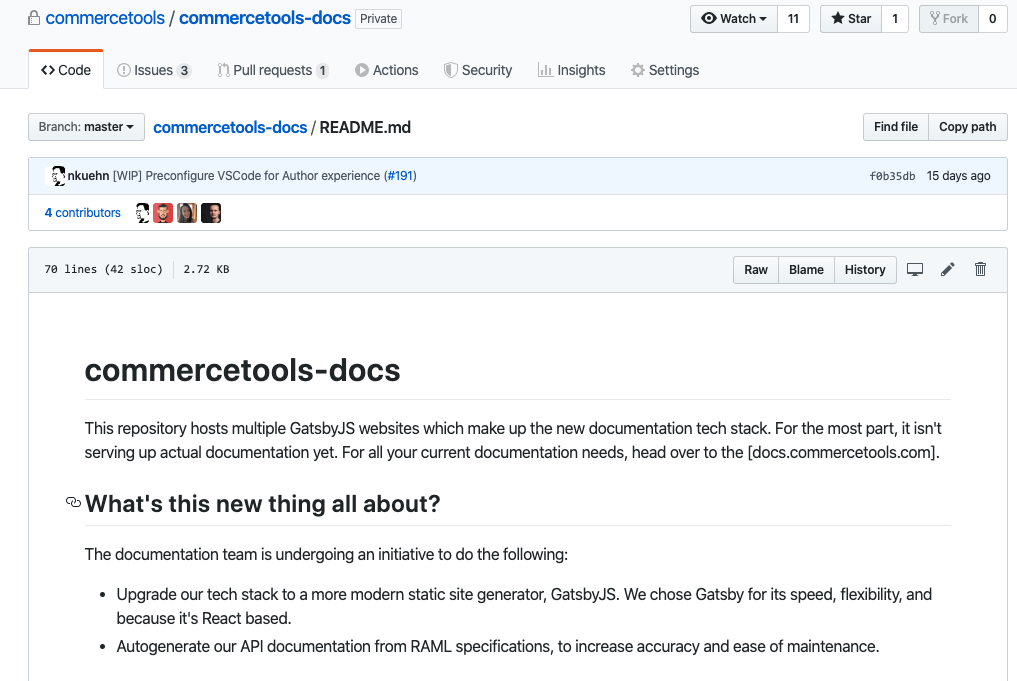 commercetools / commercetools-docs Private Watch 11 Star 1 Fork 0
Code Issues 3 Pull requests 1 Actions Security Insights Settings
Branch: master commercetools-docs / README.md Find file Copy path
nkuehn [WIP] Preconfigure VSCode for Author experience (#191) f0b35db 15 days ago
4 contributors
70 lines (42 sloc) 2.72 KB Raw Blame History
commercetools-docs
This repository hosts multiple GatsbyJS websites which make up the new documentation tech stack. For the most part, it isn't
serving up actual documentation yet. For all your current documentation needs, head over to the [docs.commercetools.com].
What's this new thing all about?
The documentation team is undergoing an initiative to do the following:
• Upgrade our tech stack to a more modern static site generator, GatsbyJS. We chose Gatsby for its speed, flexibility, and
because it's React based.
• Autogenerate our API documentation from RAML specifications, to increase accuracy and ease of maintenance.